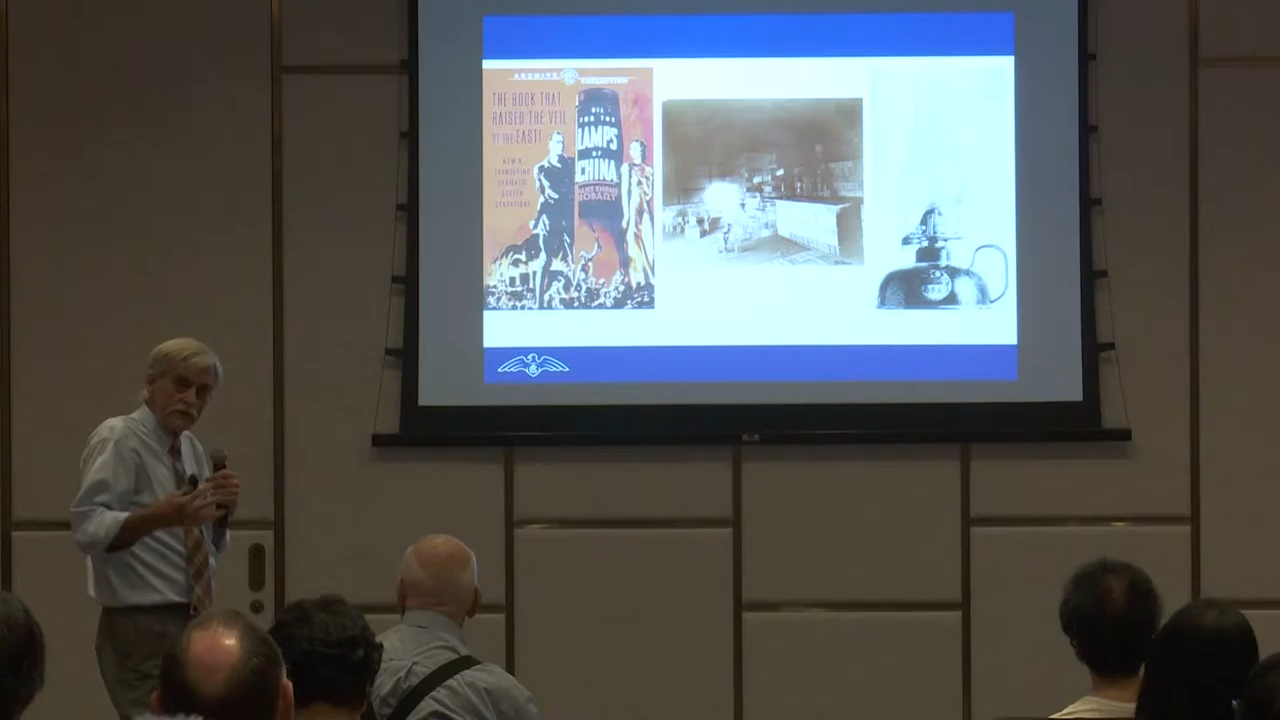 ARCHIVE COLLECTION
THE BOOK THAT
RAISED THE VEIL
OF THE EAST!
NOW A
THUNDERING
DRAMATIC
SCREEN
SENSATION!
OIL
FOR THE
LAMPS
OF
CHINA
ALICE TISDALE
HOBART